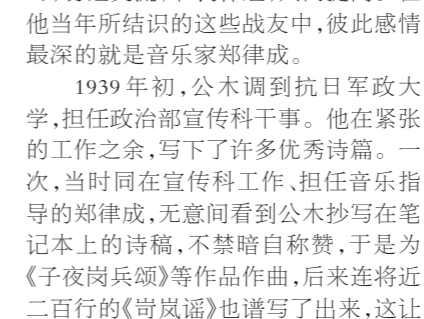 他当年所结识的这些战友中,彼此感情
最深的就是音乐家郑律成。
1939年初,公木调到抗日军政大
学,担任政治部宣传科干事。他在紧张
的工作之余,写下了许多优秀诗篇。一
次,当时同在宣传科工作、担任音乐指
导的郑律成,无意间看到公木抄写在笔
记本上的诗稿,不禁暗自称赞,于是为
《子夜岗兵颂》等作品作曲,后来连将近
二百行的《岢岚谣》也谱写了出来,这让